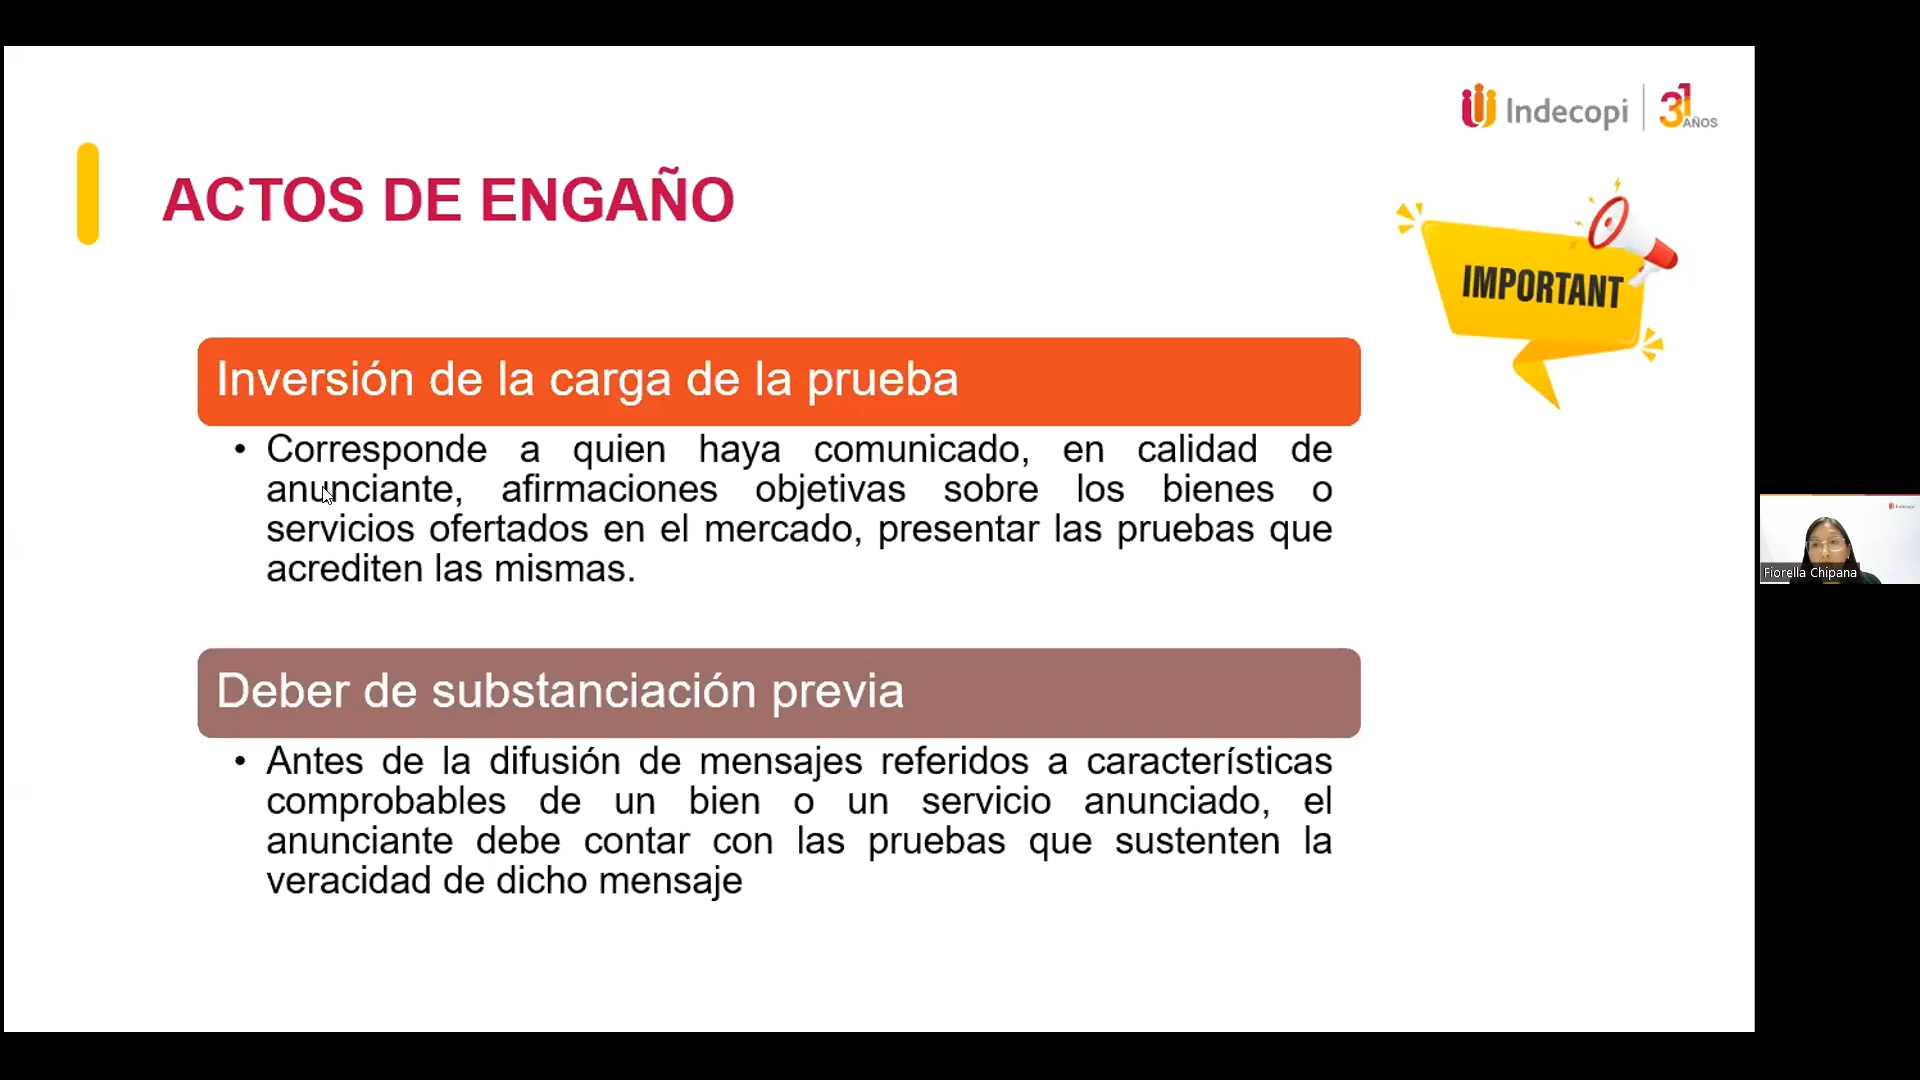 Indecopi
31 AÑOS
ACTOS DE ENGAÑO
IMPORTANT
Inversión de la carga de la prueba
• Corresponde a quien haya comunicado, en calidad de
anunciante, afirmaciones objetivas sobre los bienes o
servicios ofertados en el mercado, presentar las pruebas que
acrediten las mismas.
Fiorella Chipana
Deber de substanciación previa
• Antes de la difusión de mensajes referidos a características
comprobables de un bien o un servicio anunciado, el
anunciante debe contar con las pruebas que sustenten la
veracidad de dicho mensaje